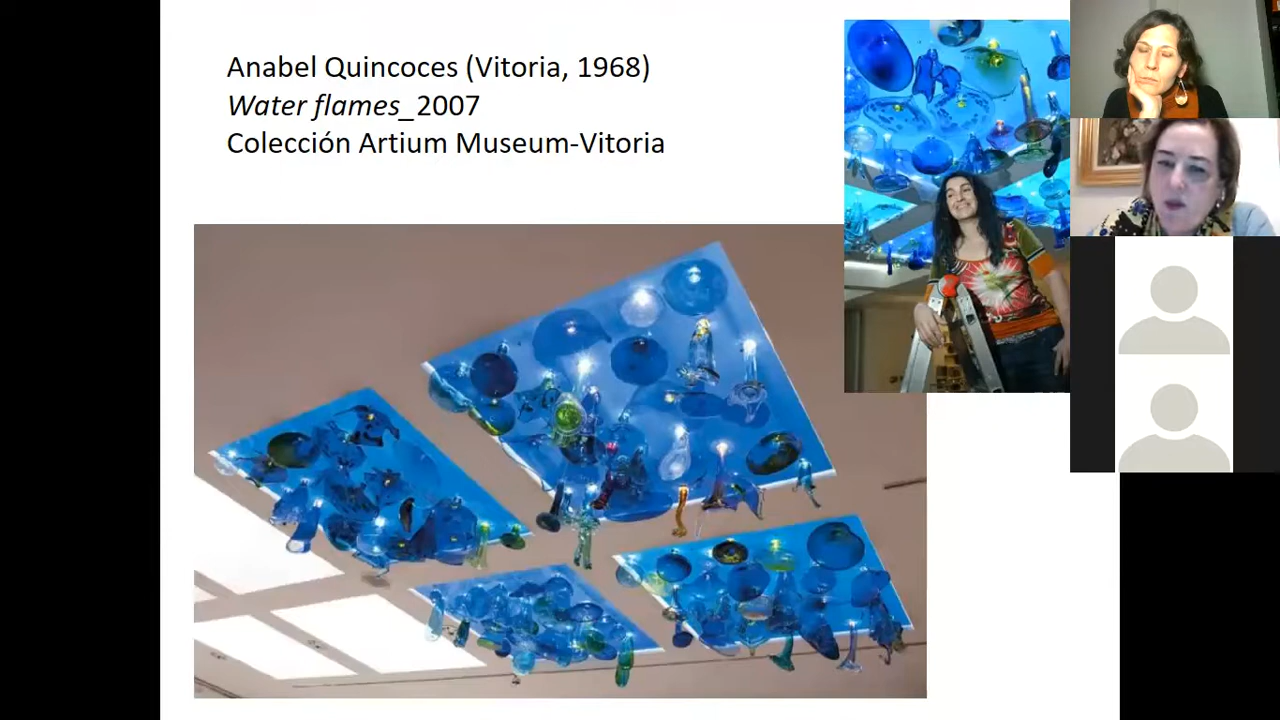 Anabel Quincoces (Vitoria, 1968)
Water flames_2007
Colección Artium Museum-Vitoria